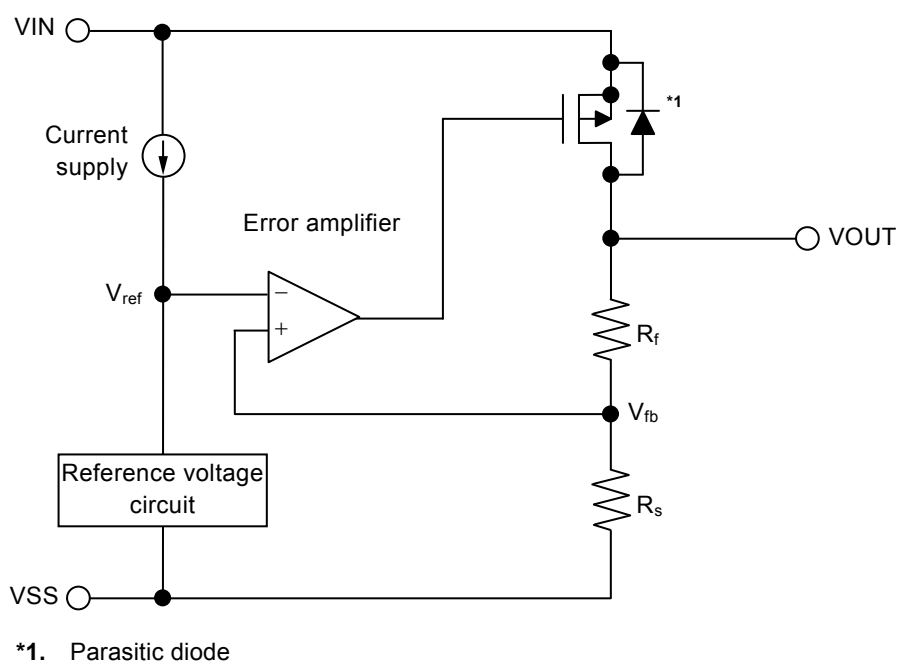 VIN
*1
Current
supply
Error amplifier
VOUT
Vref
−
+
Rf
Vfb
Reference voltage
circuit
Rs
VSS
*1. Parasitic diode